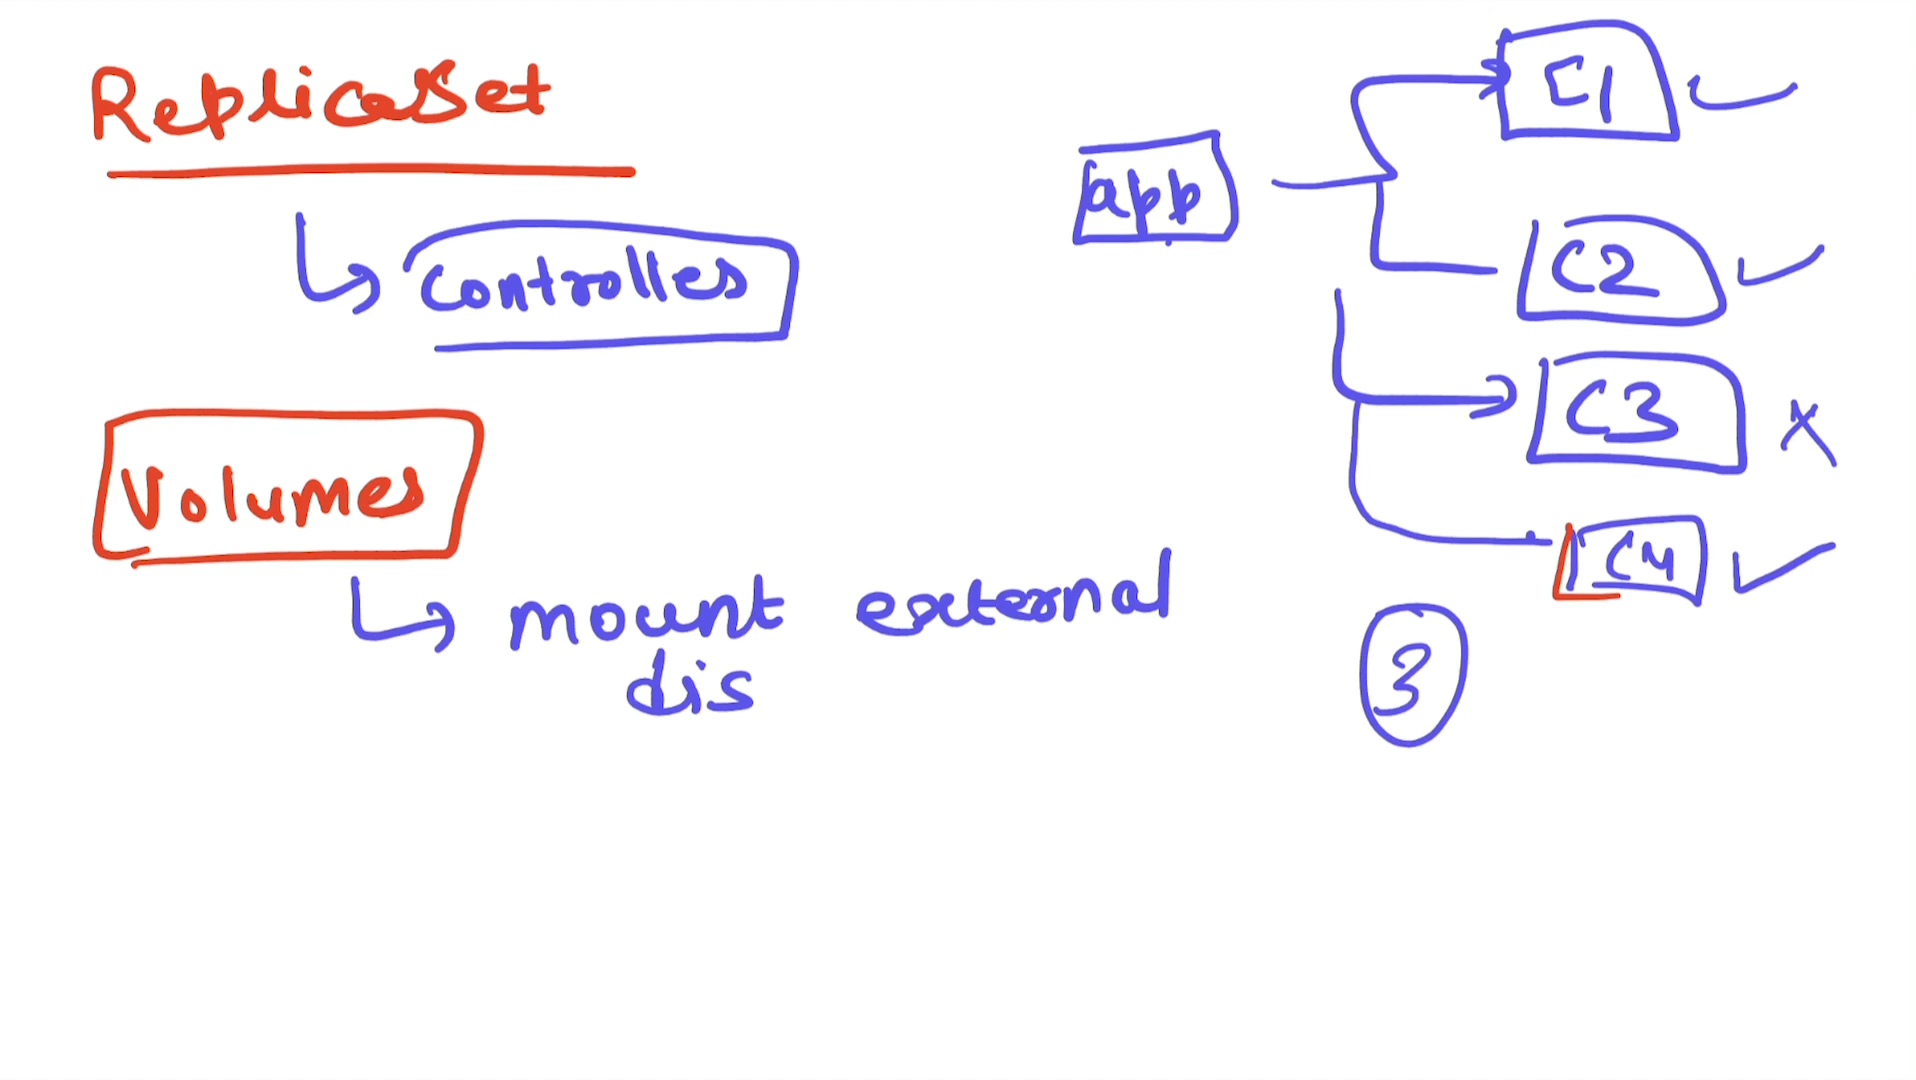 ReplicaSet
controller
Volumes
mount external
dis
app
C1
C2
C3
C4
3